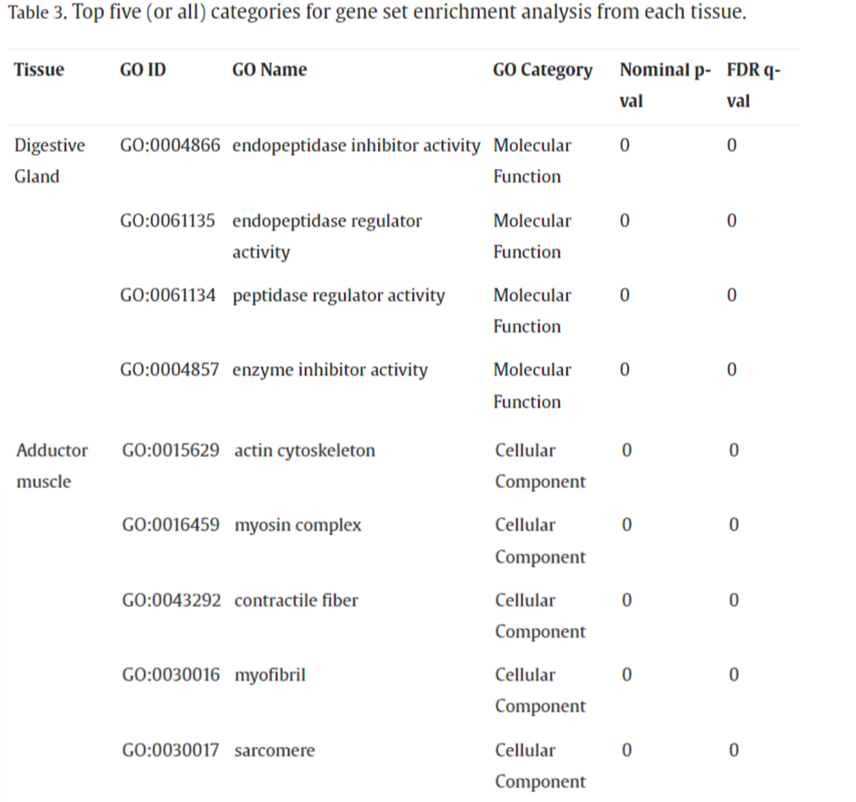 Table 3. Top five (or all) categories for gene set enrichment analysis from each tissue.
Tissue GO ID GO Name GO Category Nominal p- FDR q-
val val
Digestive GO:0004866 endopeptidase inhibitor activity Molecular 0 0
Gland Function
GO:0061135 endopeptidase regulator Molecular 0 0
activity Function
GO:0061134 peptidase regulator activity Molecular 0 0
Function
GO:0004857 enzyme inhibitor activity Molecular 0 0
Function
Adductor GO:0015629 actin cytoskeleton Cellular 0 0
muscle Component
GO:0016459 myosin complex Cellular 0 0
Component
GO:0043292 contractile fiber Cellular 0 0
Component
GO:0030016 myofibril Cellular 0 0
Component
GO:0030017 sarcomere Cellular 0 0
Component